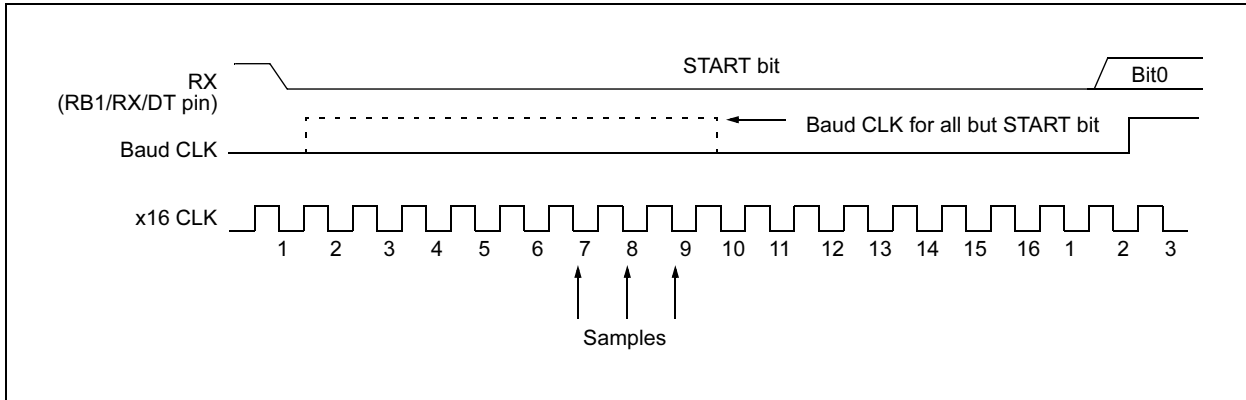 START bit
RX
(RB1/RX/DT pin)
Bit0
Baud CLK for all but START bit
Baud CLK
x16 CLK
1 2 3 4 5 6 7 8 9 10 11 12 13 14 15 16 1 2 3
Samples